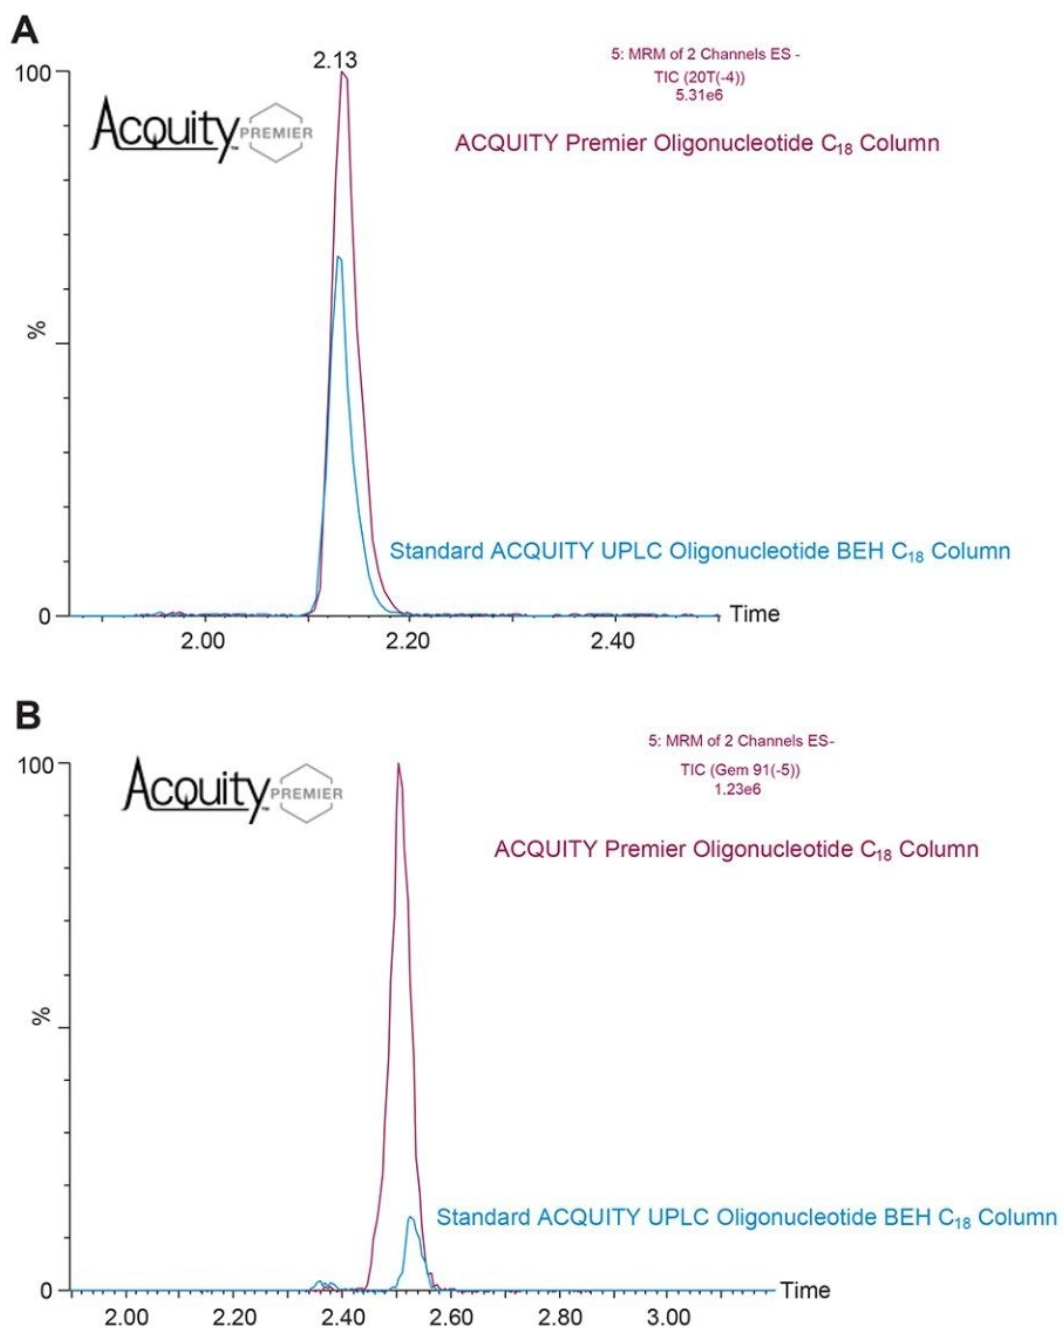 A
2.13
5: MRM of 2 Channels ES -
TIC (20T(-4))
5.31e6
100
Acquity™ PREMIER
ACQUITY Premier Oligonucleotide C₁₈ Column
%
Standard ACQUITY UPLC Oligonucleotide BEH C₁₈ Column
0
Time
2.00 2.20 2.40
B
5: MRM of 2 Channels ES-
100
Acquity™ PREMIER
TIC (Gem 91(-5))
1.23e6
ACQUITY Premier Oligonucleotide C₁₈ Column
%
Standard ACQUITY UPLC Oligonucleotide BEH C₁₈ Column
0
Time
2.00 2.20 2.40 2.60 2.80 3.00